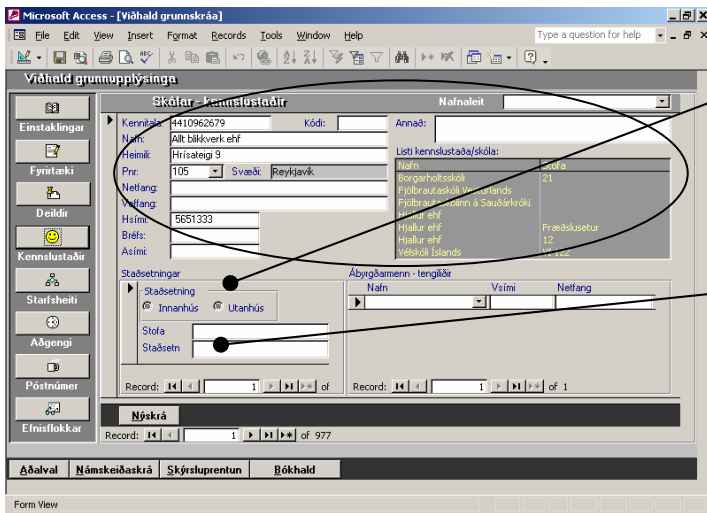 Microsoft Access - [Viðhald grunnskráa]
File Edit View Insert Format Records Tools Window Help Type a question for help
Viðhald grunnupplýsinga
Skólar - kennslustaðir Nafnaleit
Einstaklingar
Fyrirtæki
Deildir
Kennslustaðir
Starfsheiti
Aðgengi
Póstnúmer
Efnisflokkar
Kennitala: 4410962679 Kódi: Annað:
Nafn: Allt blikkverk ehf
Heimili: Hrísateigi 9
Pnr: 105 Svæði: Reykjavík
Netfang:
Veffang:
Hsími: 5651333
Bréfs:
Asími:
Listi kennslustaða/skóla:
Nafn Stofa
Borgarholtsskóli 21
Fjölbrautaskóli Vesturlands
Fjölbrautaskólinn á Sauðárkróki
Hjallur ehf
Hjallur ehf Fræðslusetur
Hjallur ehf 12
Vélskóli Íslands VÍ 122
Staðsetningar
Staðsetning
Innanhús Utanhús
Stofa
Staðsetn
Record: 1 of
Ábyrgðarmenn - tengiliðir
Nafn Vsími Netfang
Record: 1 of 1
Nýskrá
Record: 1 of 977
Aðalval Námskeiðaskrá Skýrsluprentun Bókhald
Form View